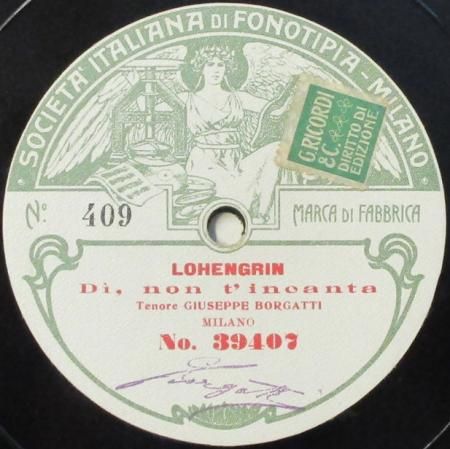 SOCIETÀ ITALIANA DI FONOTIPIA - MILANO
G. RICORDI
& C.
DIRITTO DI
EDIZIONE
No: 409
MARCA DI FABBRICA
LOHENGRIN
Dì, non t'incanta
Tenore GIUSEPPE BORGATTI
MILANO
No. 39407